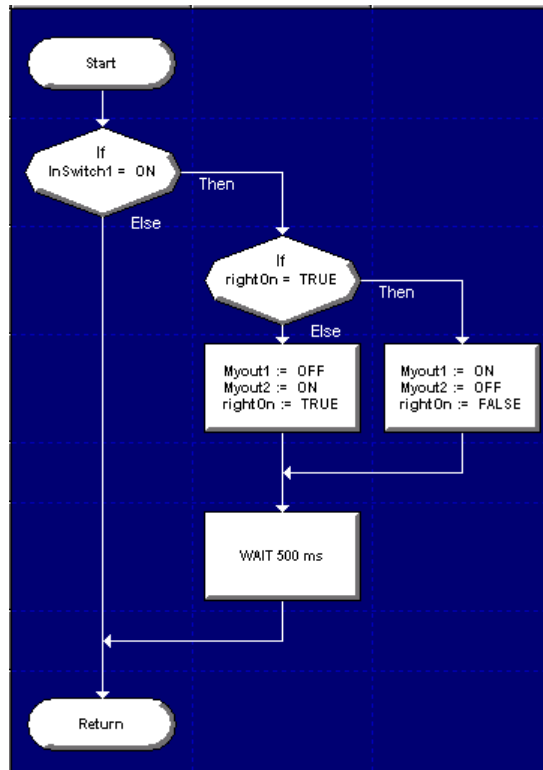 Start
If
InSwitch1 = ON
Then
Else
If
rightOn = TRUE
Then
Else
Myout1 := OFF
Myout2 := ON
rightOn := TRUE
Myout1 := ON
Myout2 := OFF
rightOn := FALSE
WAIT 500 ms
Return